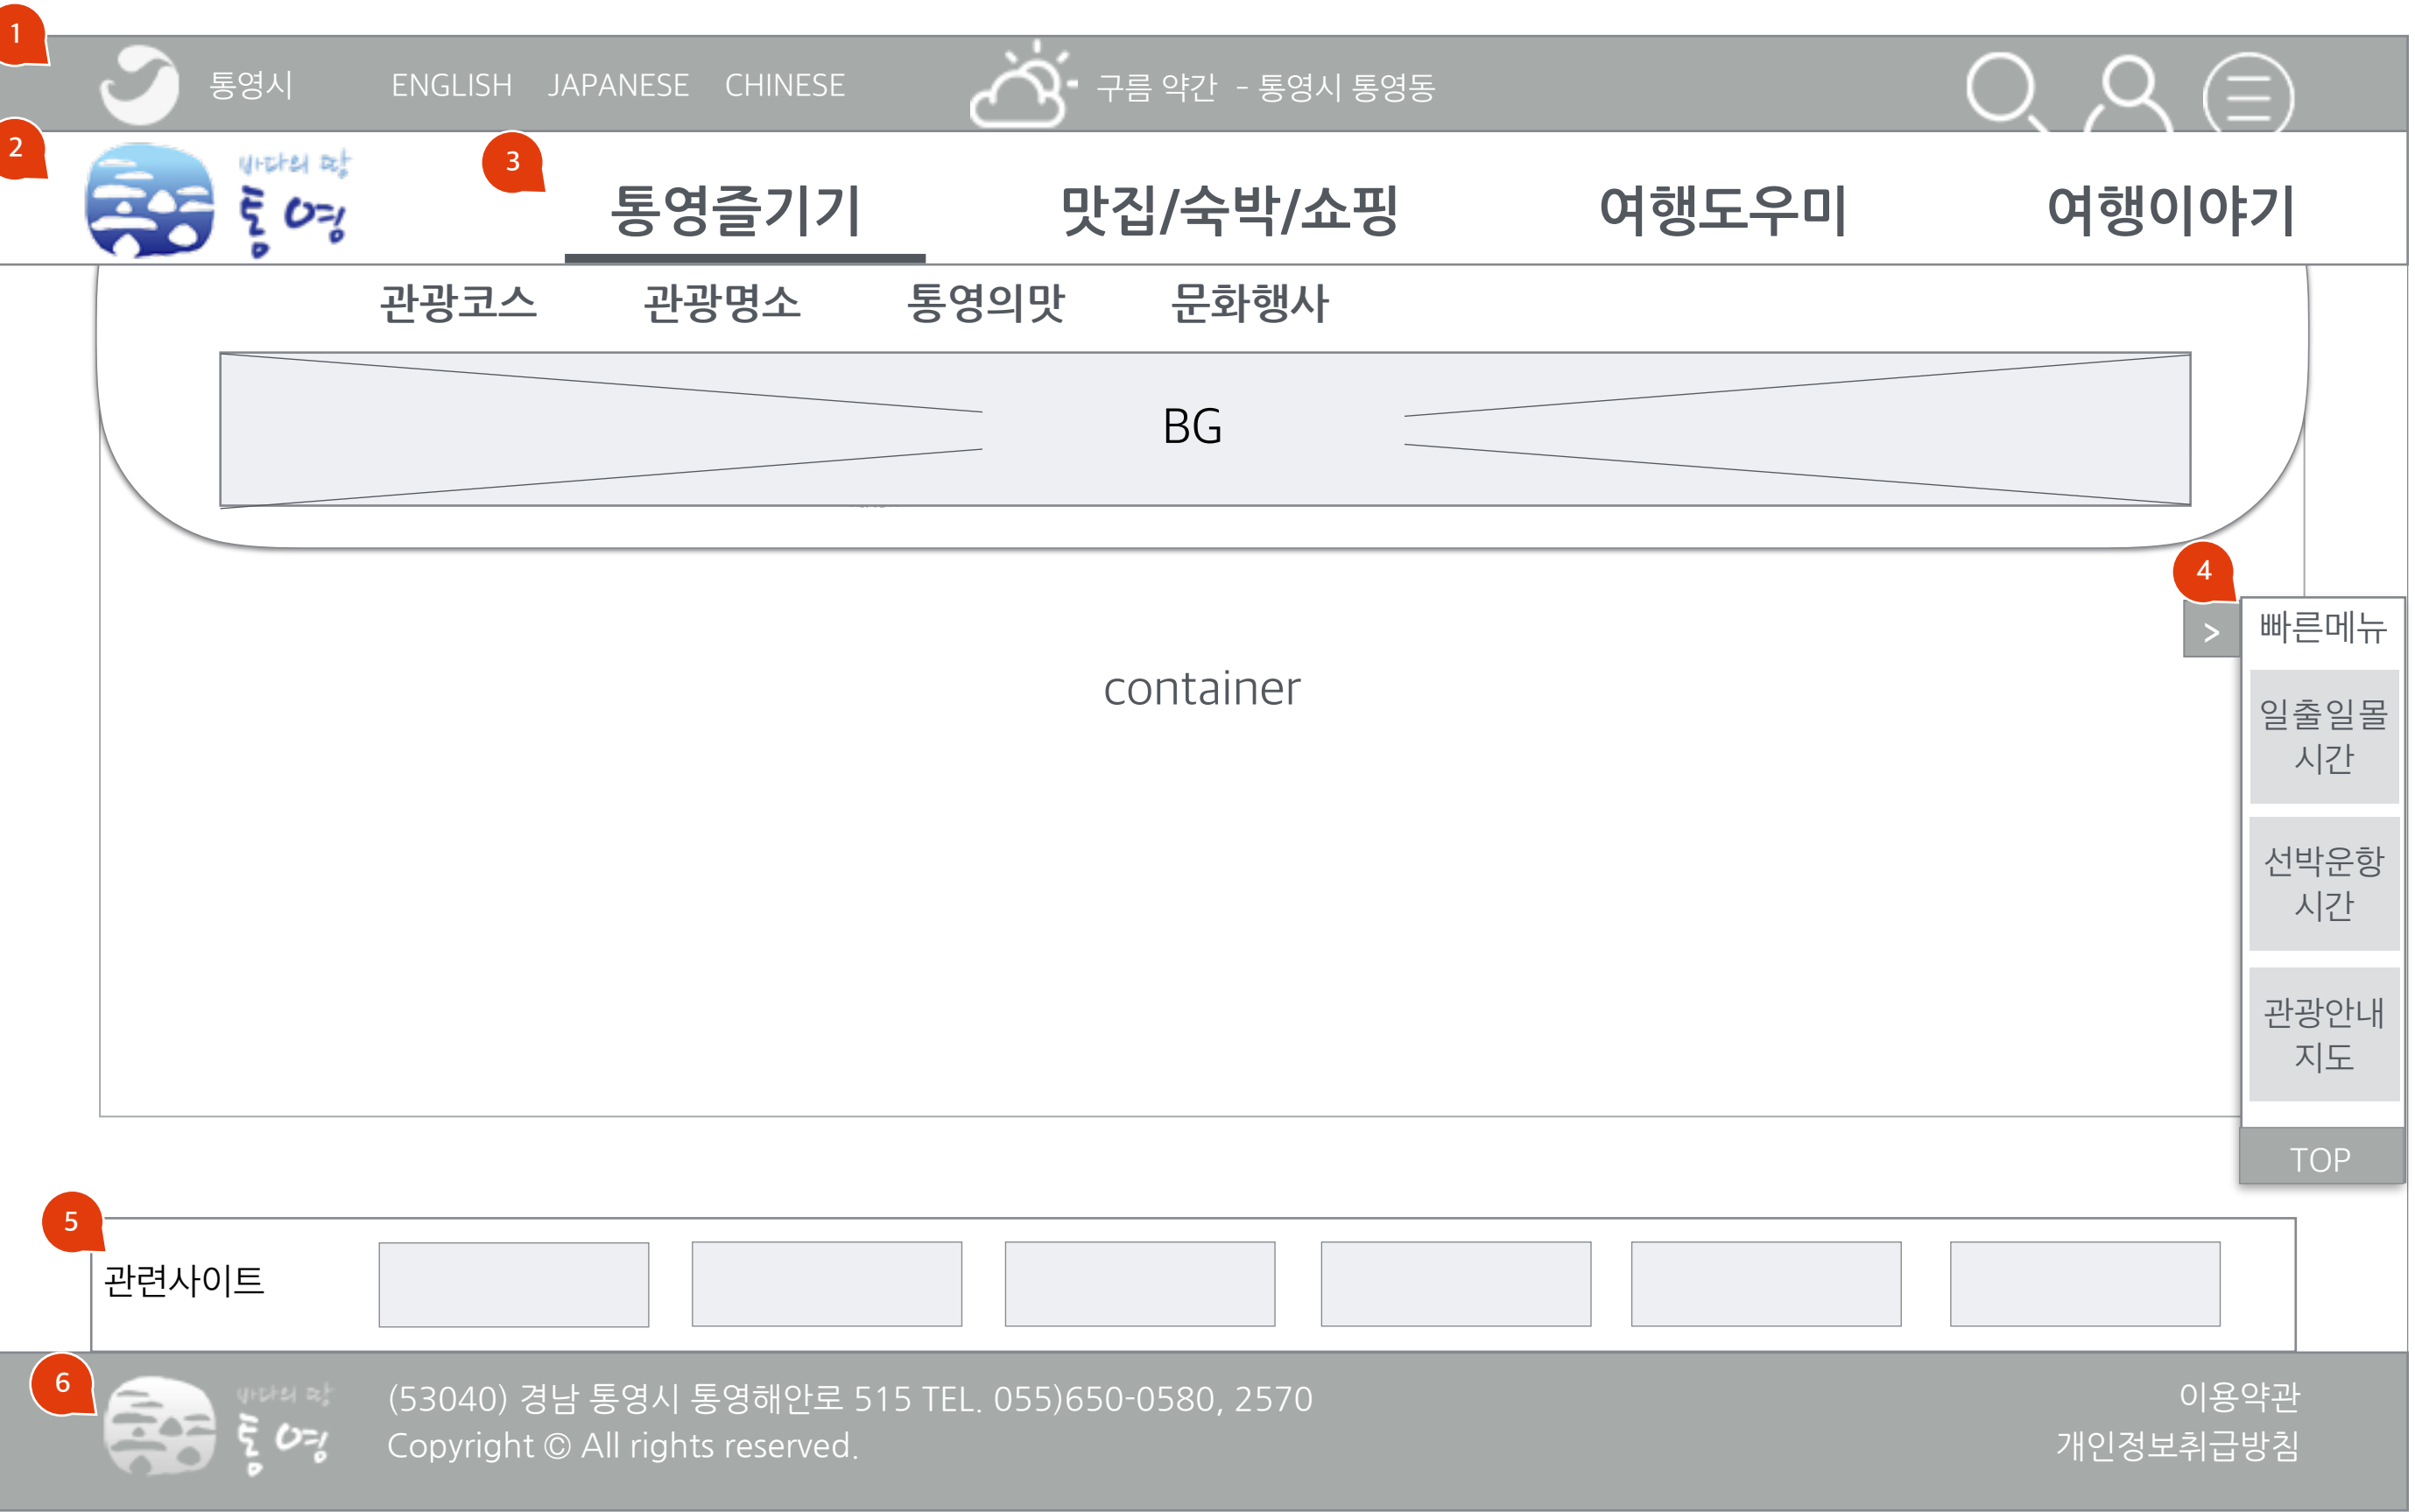 1
통영시 ENGLISH JAPANESE CHINESE 구름 약간 - 통영시 통영동
2
바다의 땅
통영
3
통영즐기기 맛집/숙박/쇼핑 여행도우미 여행이야기
관광코스 관광명소 통영의맛 문화행사
BG
4
> 빠른메뉴
container
일출일몰
시간
선박운항
시간
관광안내
지도
TOP
5
관련사이트
6
바다의 땅
통영
(53040) 경남 통영시 통영해안로 515 TEL. 055)650-0580, 2570
Copyright © All rights reserved.
이용약관
개인정보취급방침